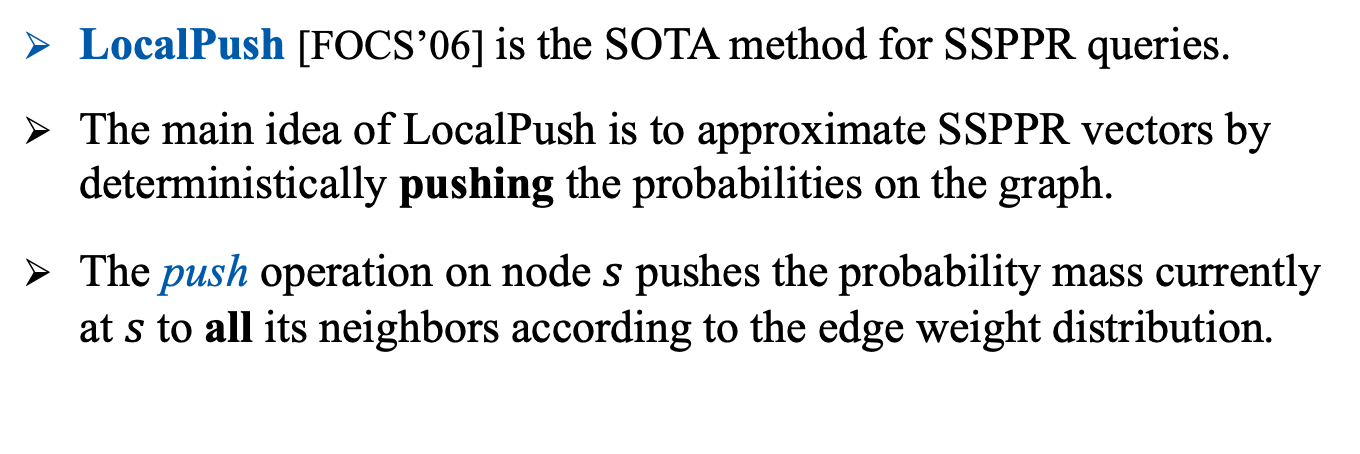 ➢ LocalPush [FOCS’06] is the SOTA method for SSPPR queries.
➢ The main idea of LocalPush is to approximate SSPPR vectors by
deterministically pushing the probabilities on the graph.
➢ The push operation on node s pushes the probability mass currently
at s to all its neighbors according to the edge weight distribution.